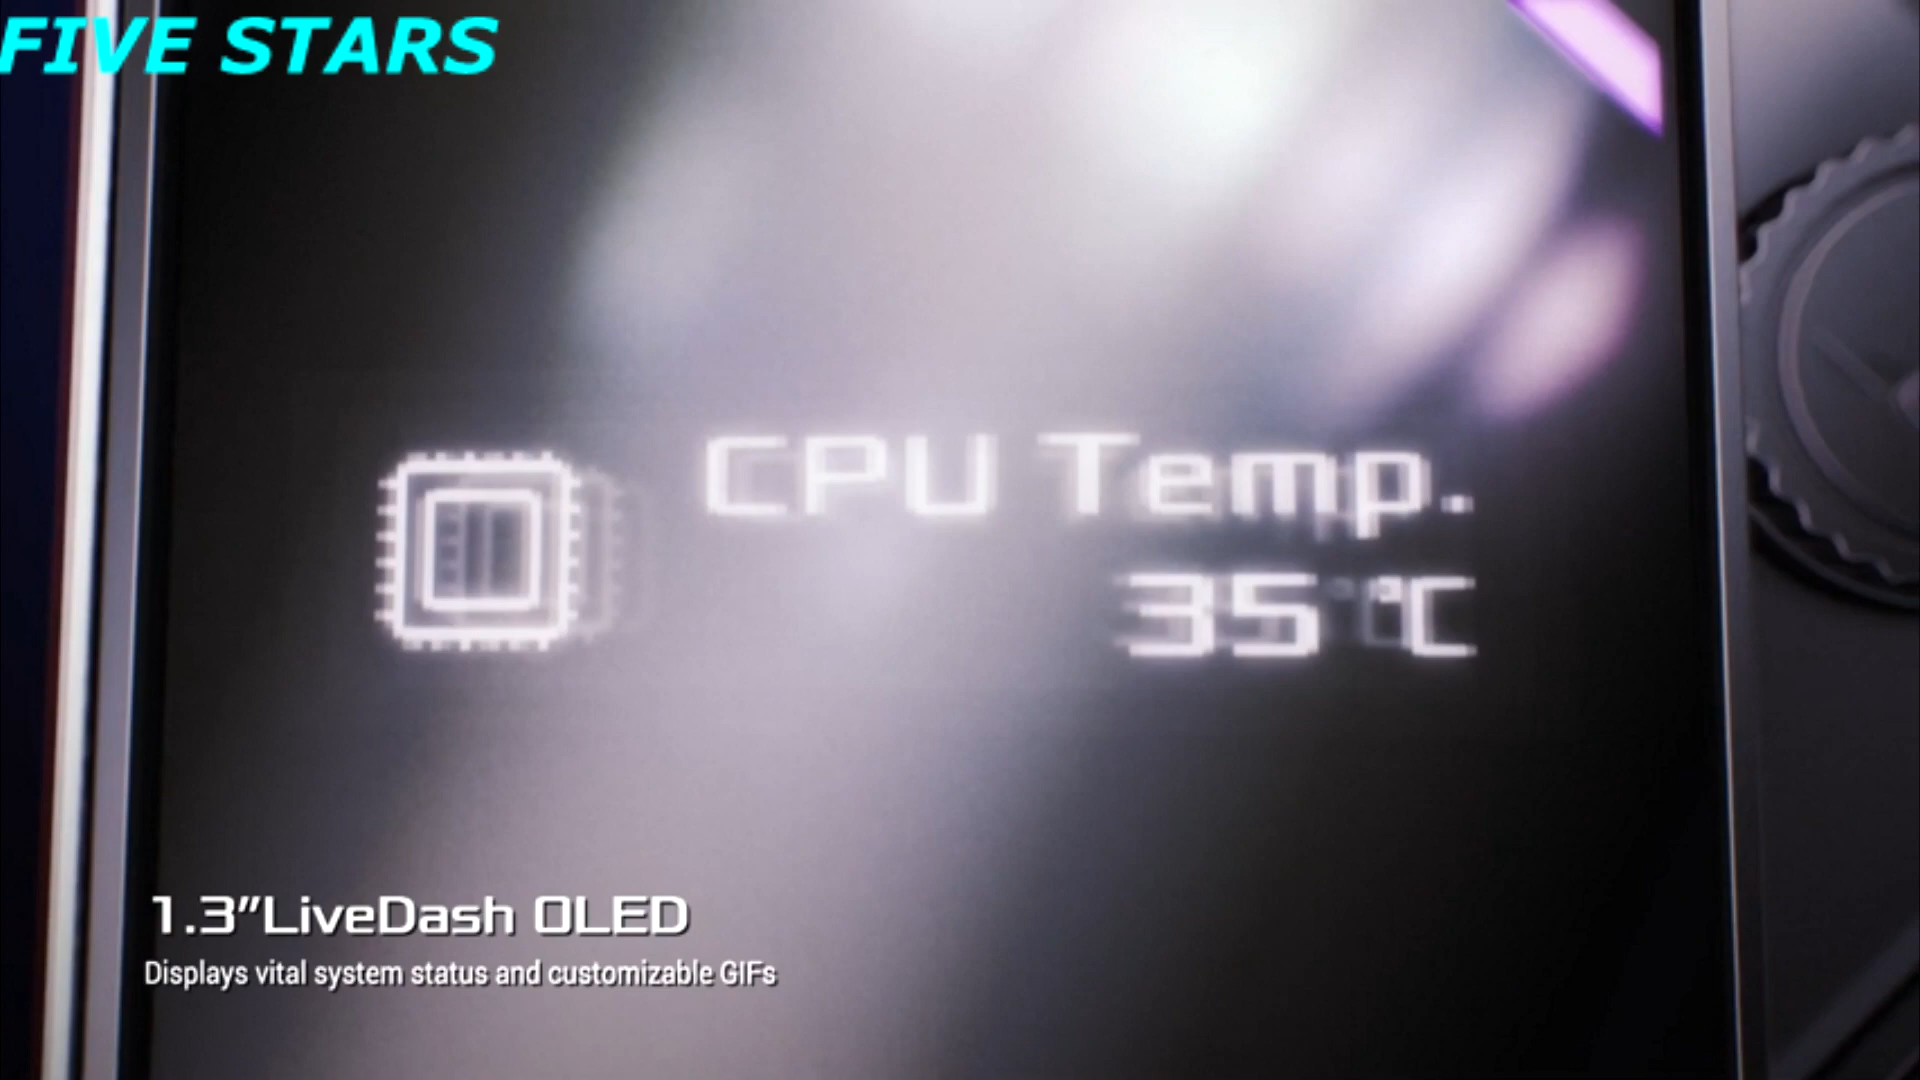 FIVE STARS
CPU Temp.
35°C
1.3"LiveDash OLED
Displays vital system status and customizable GIFs